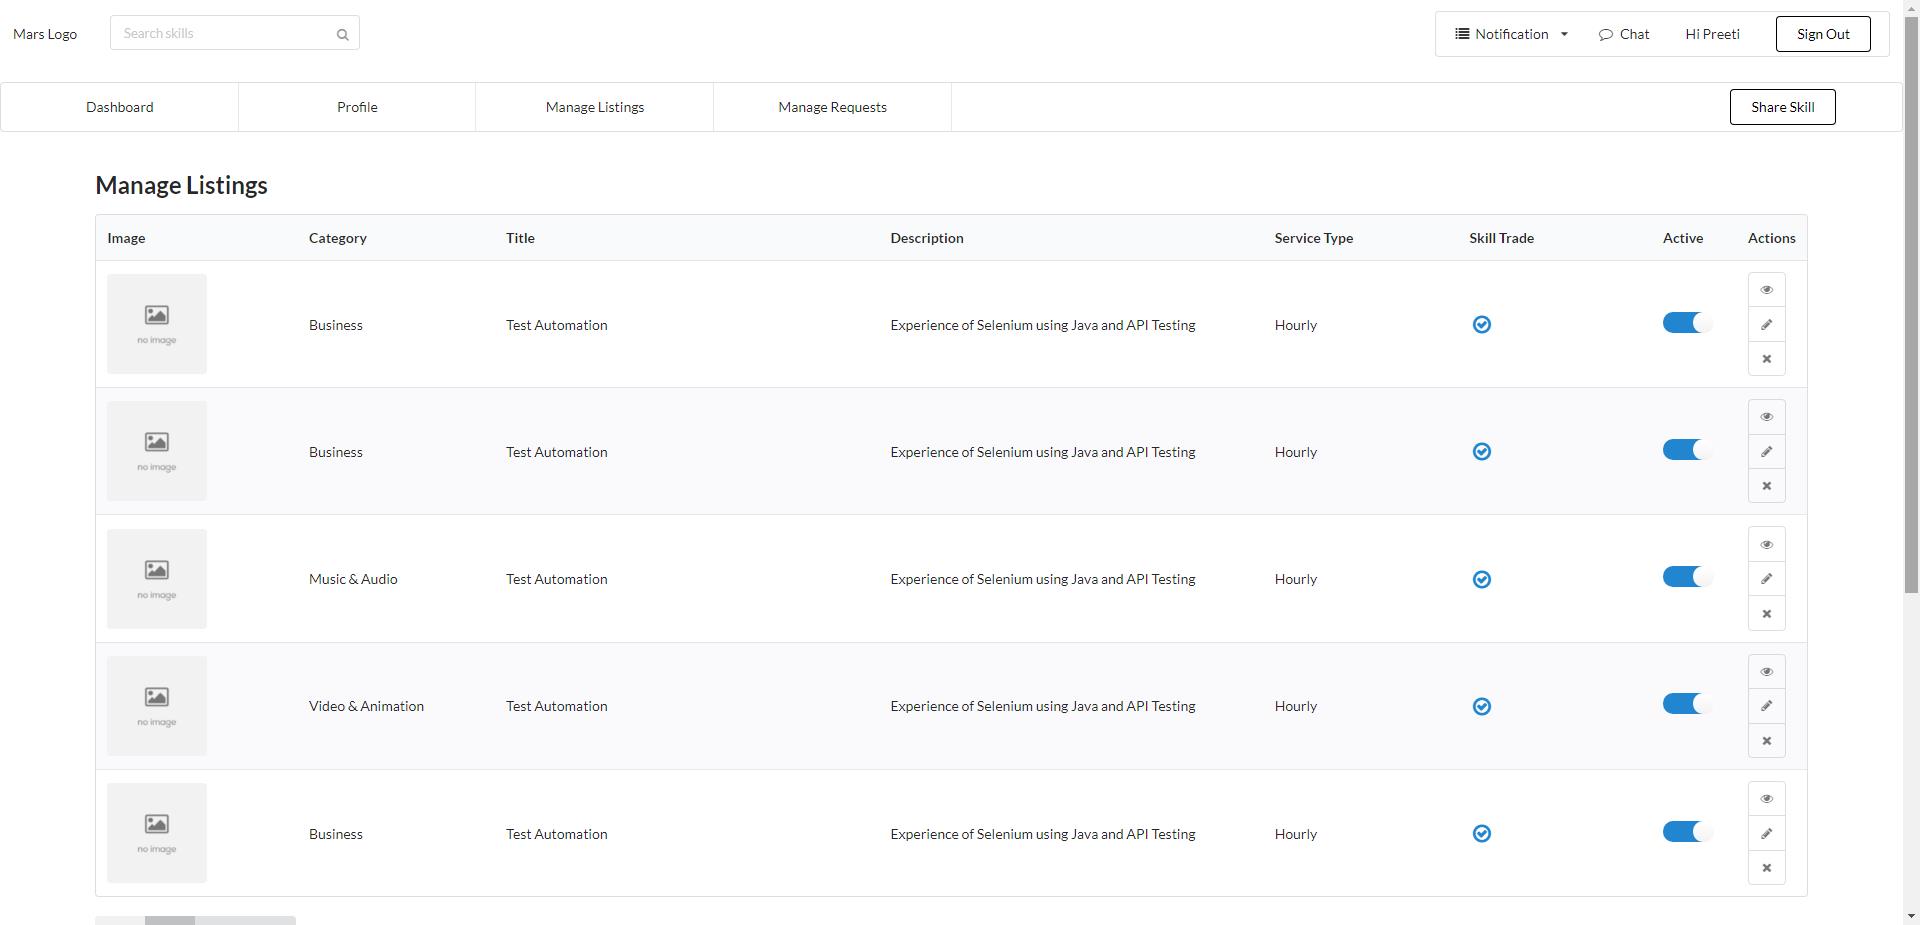 Mars Logo Search skills Notification Chat Hi Preeti Sign Out
Dashboard Profile Manage Listings Manage Requests Share Skill
Manage Listings
Image Category Title Description Service Type Skill Trade Active Actions
Business Test Automation Experience of Selenium using Java and API Testing Hourly
no image
Business Test Automation Experience of Selenium using Java and API Testing Hourly
no image
Music & Audio Test Automation Experience of Selenium using Java and API Testing Hourly
no image
Video & Animation Test Automation Experience of Selenium using Java and API Testing Hourly
no image
Business Test Automation Experience of Selenium using Java and API Testing Hourly
no image